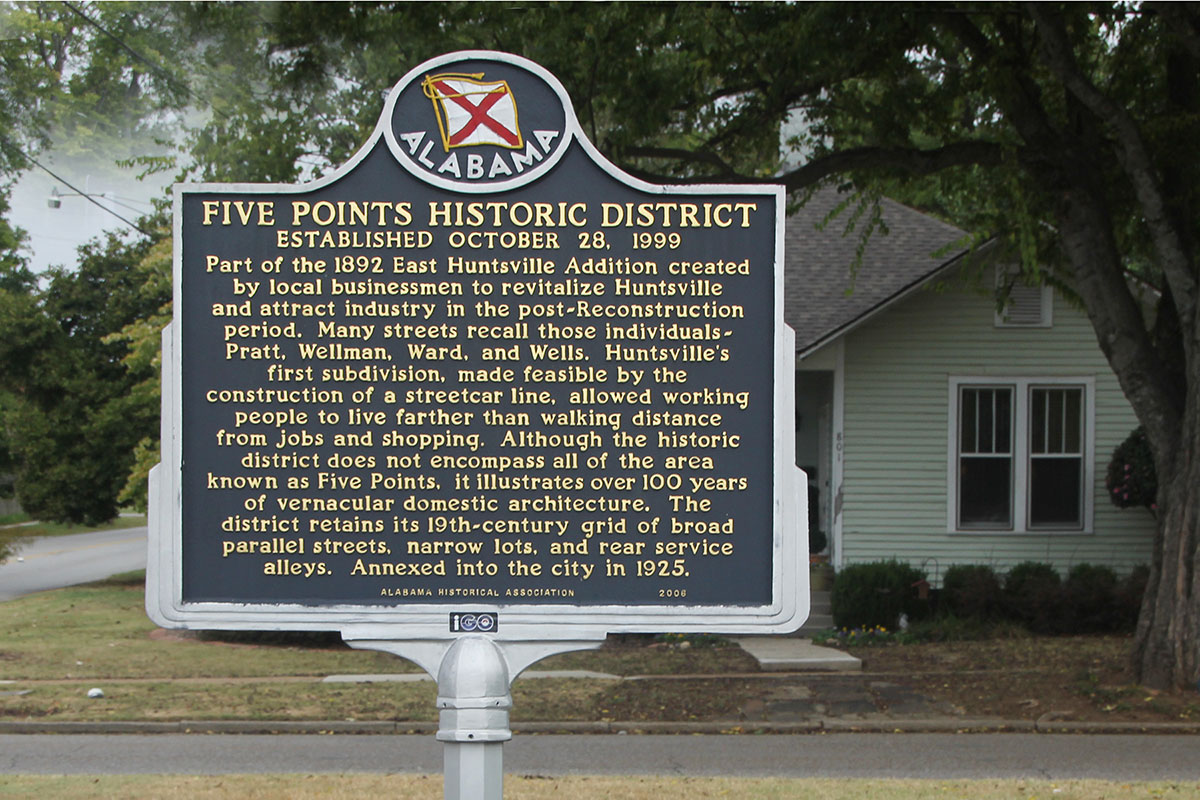 ALABAMA
FIVE POINTS HISTORIC DISTRICT
ESTABLISHED OCTOBER 28, 1999
Part of the 1892 East Huntsville Addition created
by local businessmen to revitalize Huntsville
and attract industry in the post-Reconstruction
period. Many streets recall those individuals-
Pratt, Wellman, Ward, and Wells. Huntsville's
first subdivision, made feasible by the
construction of a streetcar line, allowed working
people to live farther than walking distance
from jobs and shopping. Although the historic
district does not encompass all of the area
known as Five Points, it illustrates over 100 years
of vernacular domestic architecture. The
district retains its 19th-century grid of broad
parallel streets, narrow lots, and rear service
alleys. Annexed into the city in 1925.
ALABAMA HISTORICAL ASSOCIATION 2006
iGO
801